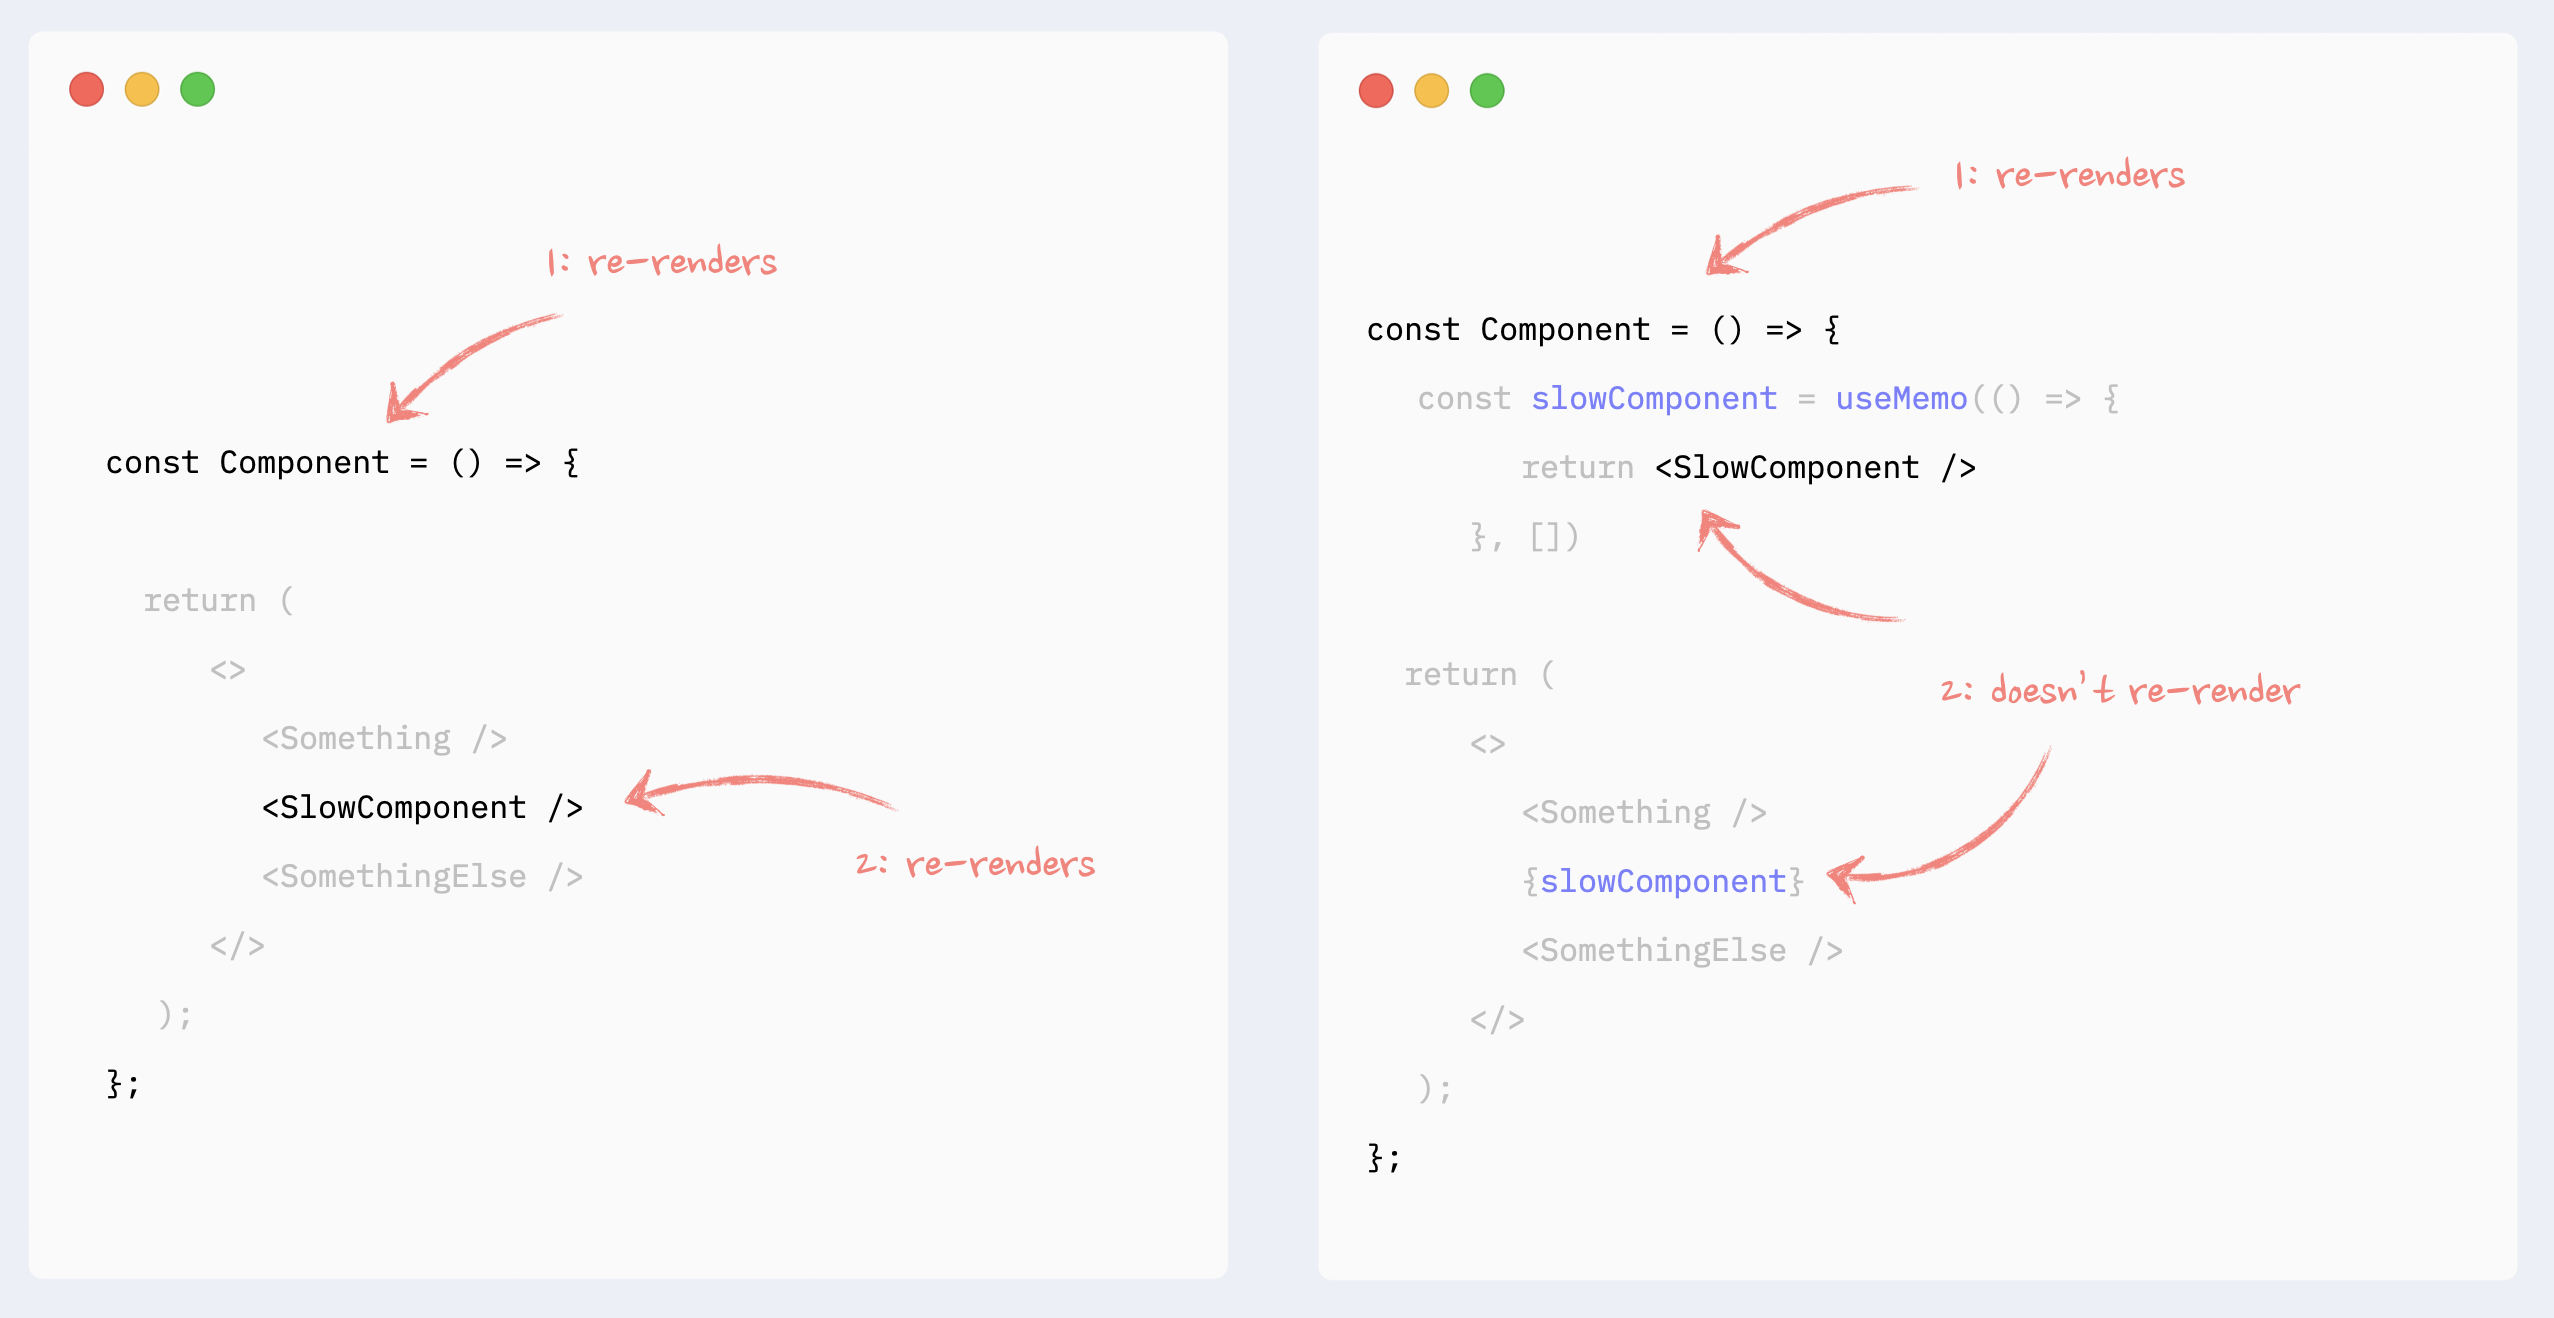 1: re-renders
const Component = () => {
return (
<>
<Something />
<SlowComponent />
2: re-renders
<SomethingElse />
</>
);
};
1: re-renders
const Component = () => {
const slowComponent = useMemo(() => {
return <SlowComponent />
}, [])
return (
2: doesn't re-render
<>
<Something />
{slowComponent}
<SomethingElse />
</>
);
};